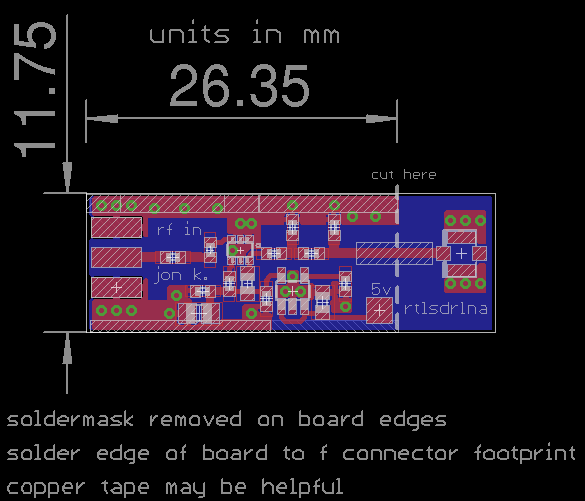 units in mm
11.75
26.35
cut here
rf in
jon k.
5v
rtlsdrlna
soldermask removed on board edges
solder edge of board to f connector footprint
copper tape may be helpful